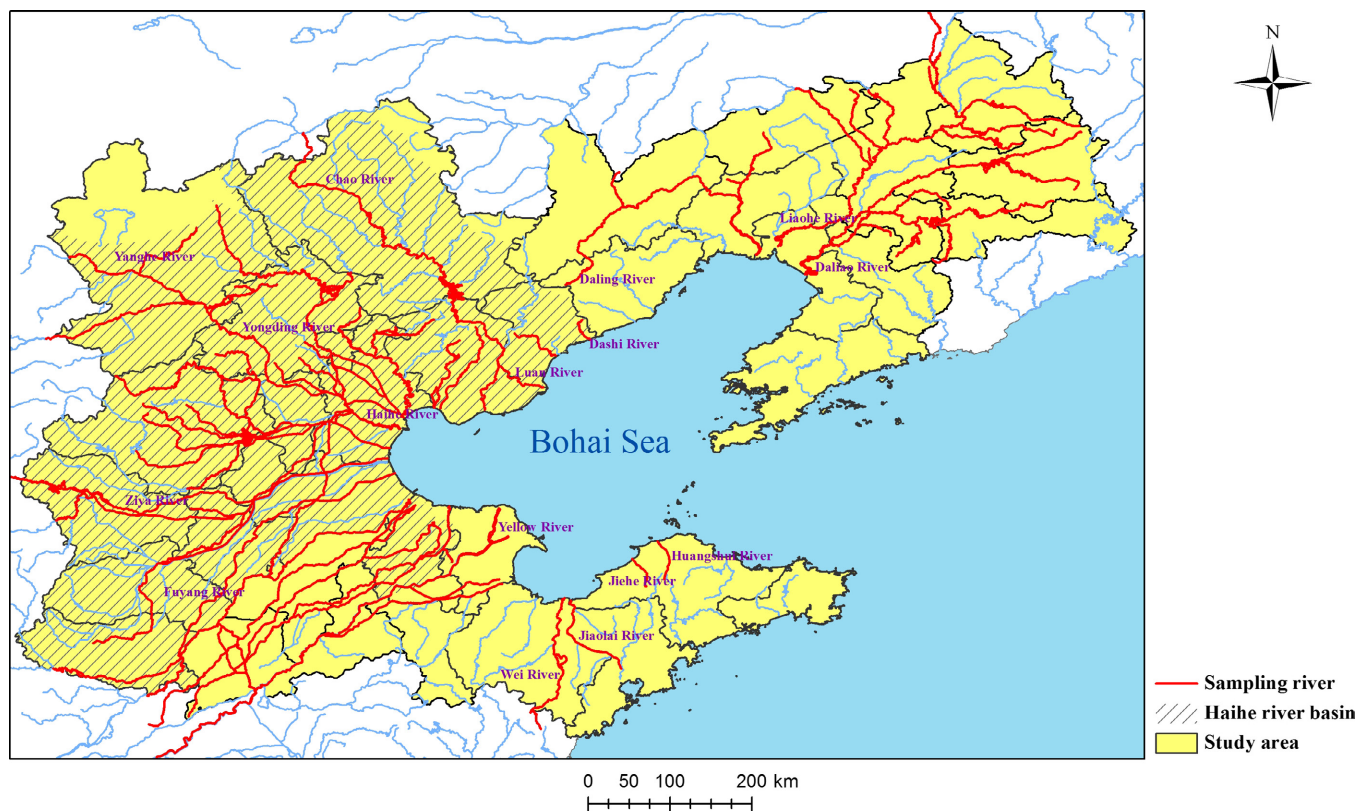 N
Chao River
Liaohe River
Yanghe River
Daliao River
Daling River
Yongding River
Dashi River
Luan River
Haihe River
Bohai Sea
Ziya River
Yellow River
Huangshui River
Jiehe River
Fuyang River
Jiaolai River
Wei River
Sampling river
Haihe river basin
Study area
0 50 100 200 km